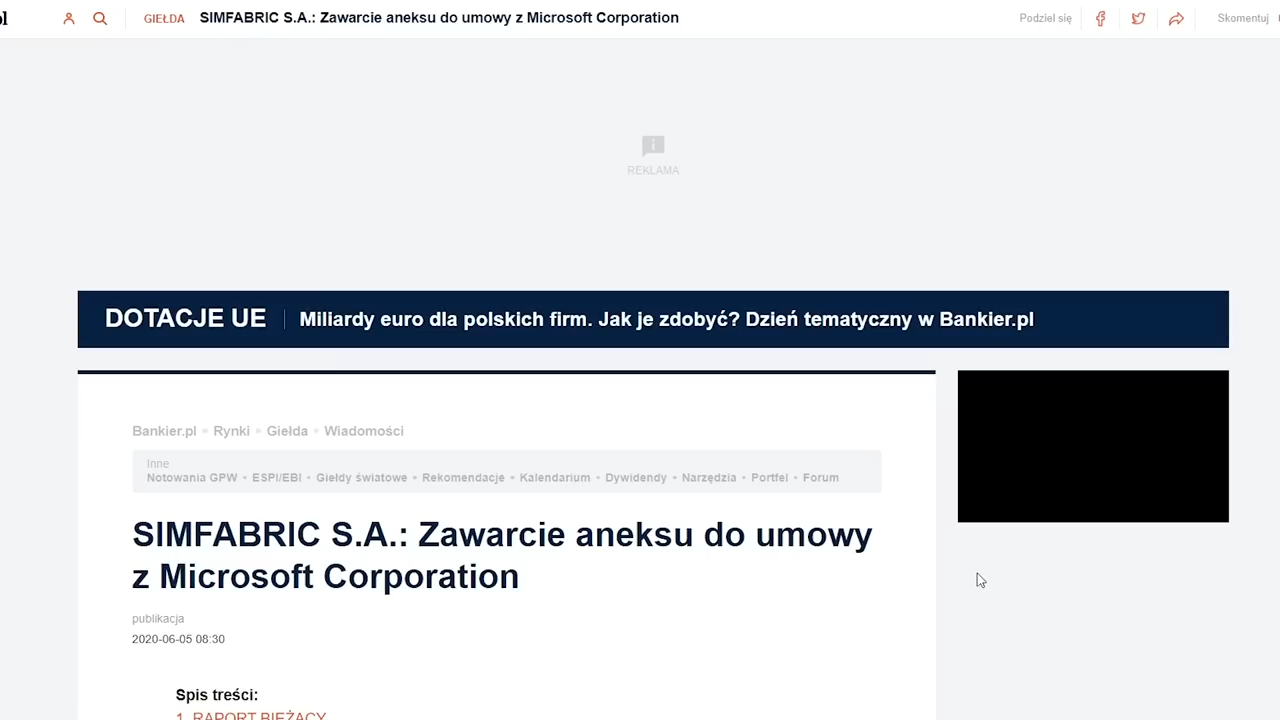 GIEŁDA SIMFABRIC S.A.: Zawarcie aneksu do umowy z Microsoft Corporation Podziel się Skomentuj
REKLAMA
DOTACJE UE Miliardy euro dla polskich firm. Jak je zdobyć? Dzień tematyczny w Bankier.pl
Bankier.pl Rynki Giełda Wiadomości
Inne
Notowania GPW • ESPI/EBI • Giełdy światowe • Rekomendacje • Kalendarium • Dywidendy • Narzędzia • Portfel • Forum
SIMFABRIC S.A.: Zawarcie aneksu do umowy
z Microsoft Corporation
publikacja
2020-06-05 08:30
Spis treści:
1. RAPORT BIEŻĄCY